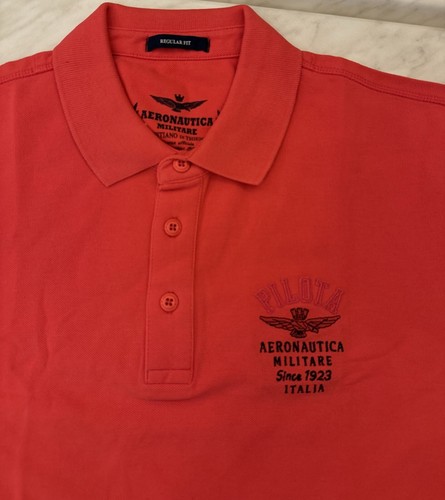 REGULAR FIT
AERONAUTICA
MILITARE
PILOTA
AERONAUTICA
MILITARE
Since 1923
ITALIA